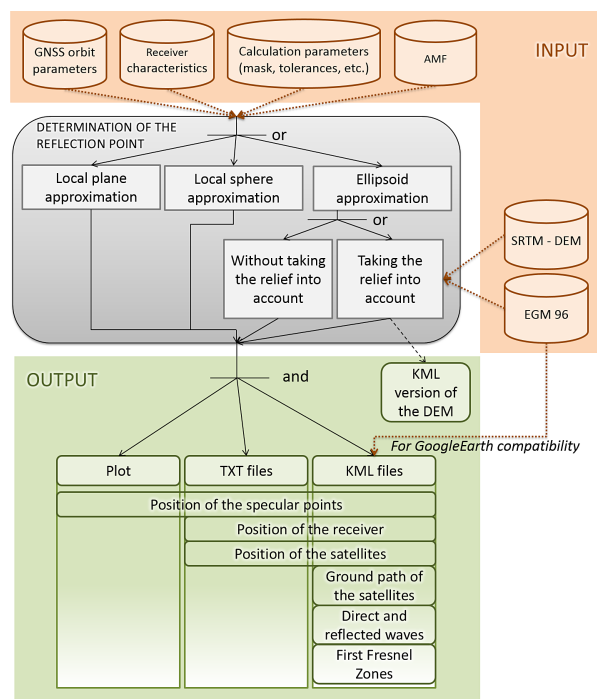 GNSS orbit
parameters
Receiver
characteristics
Calculation parameters
(mask, tolerances, etc.)
AMF
INPUT
DETERMINATION OF THE
REFLECTION POINT
or
Local plane
approximation
Local sphere
approximation
Ellipsoid
approximation
or
Without taking
the relief into
account
Taking the
relief into
account
SRTM - DEM
EGM 96
OUTPUT
and
KML
version of
the DEM
For GoogleEarth compatibility
Plot
TXT files
KML files
Position of the specular points
Position of the receiver
Position of the satellites
Ground path of
the satellites
Direct and
reflected waves
First Fresnel
Zones